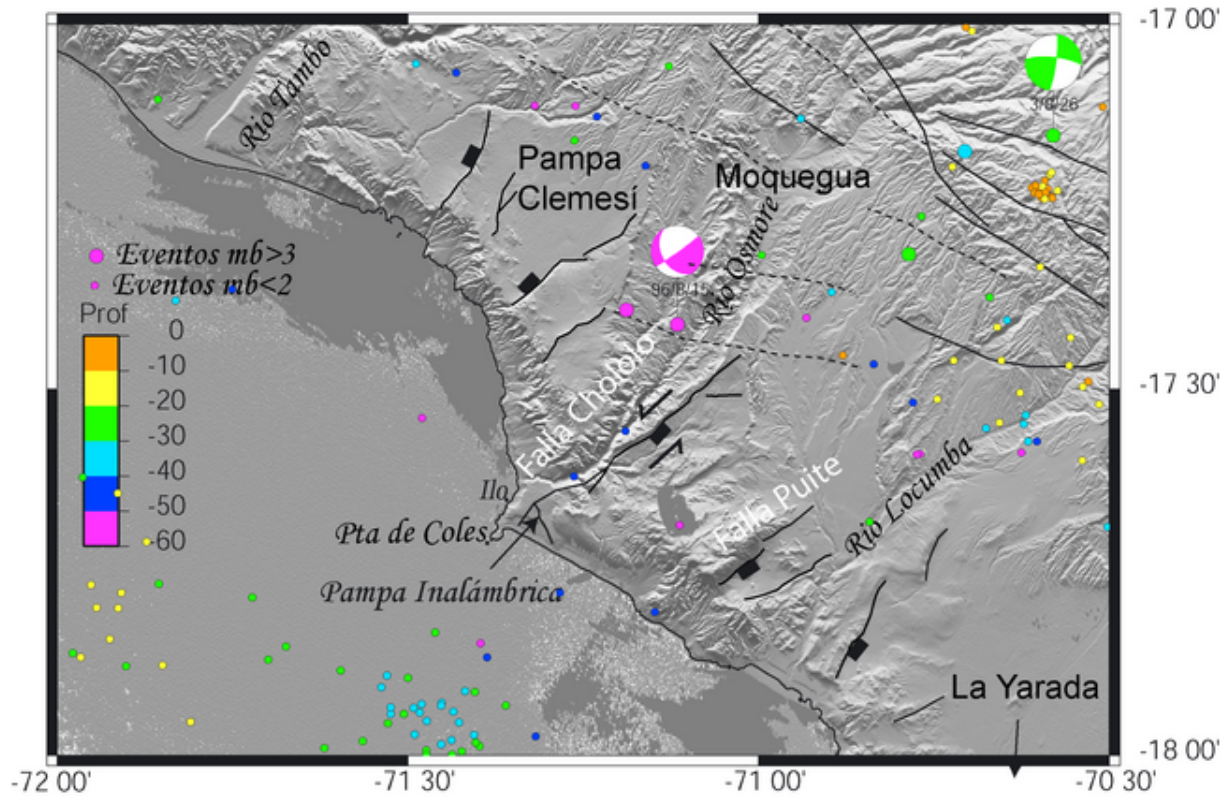 -17 00'
3/8/26
Rio Tambo
Pampa
Clemesí
Moquegua
Eventos mb>3
Eventos mb<2
96/8/15
Rio Osmore
Prof
0
-10
-20
-30
-40
-50
-60
-17 30'
Falla Chololo
Ilo
Falla Puite
Rio Locumba
Pta de Coles
Pampa Inalámbrica
La Yarada
-18 00'
-72 00'
-71 30'
-71 00'
-70 30'